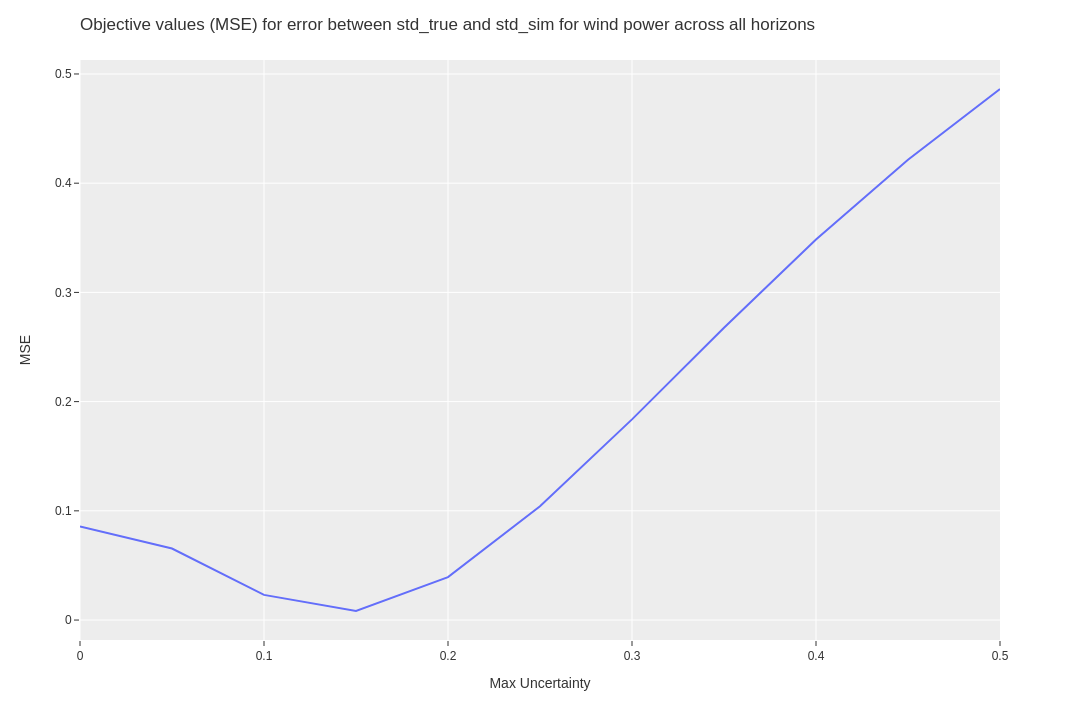 Objective values (MSE) for error between std_true and std_sim for wind power across all horizons
0.5
0.4
0.3
0.2
0.1
0
MSE
0 0.1 0.2 0.3 0.4 0.5
Max Uncertainty